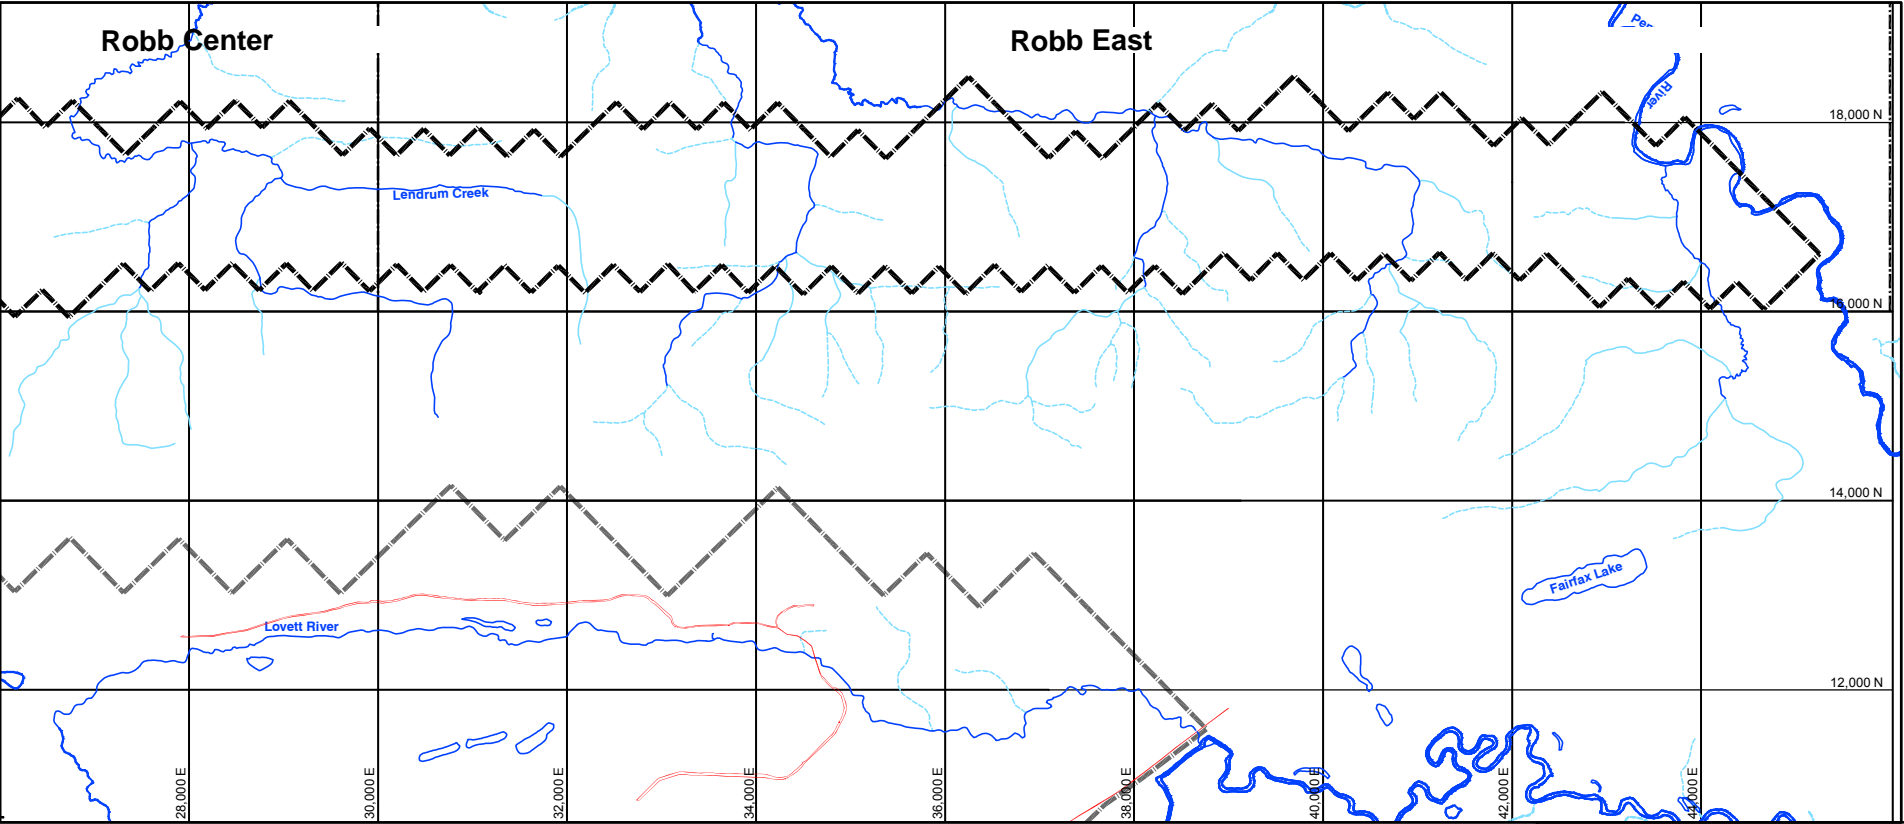 Robb Center
Robb East
River
18,000 N
Lendrum Creek
16,000 N
14,000 N
Fairfax Lake
Lovett River
12,000 N
28,000 E
30,000 E
32,000 E
34,000 E
36,000 E
38,000 E
40,000 E
42,000 E
44,000 E